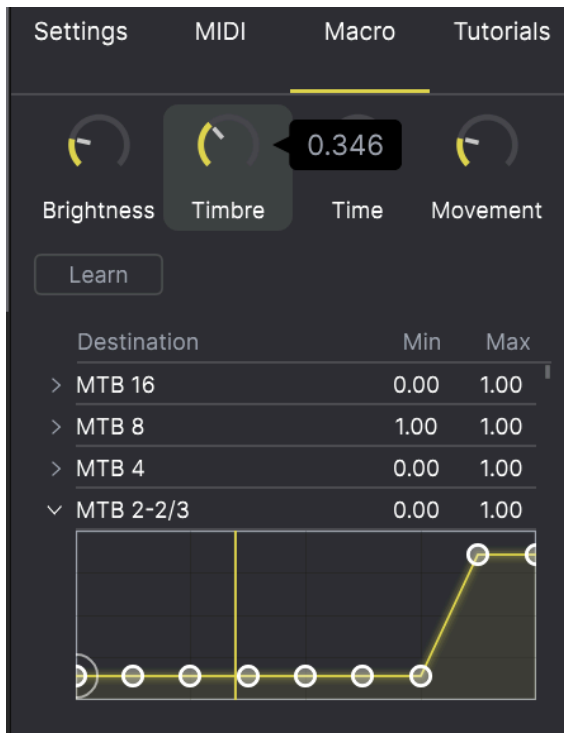 Settings MIDI Macro Tutorials
0.346
Brightness Timbre Time Movement
Learn
Destination Min Max
MTB 16 0.00 1.00
MTB 8 1.00 1.00
MTB 4 0.00 1.00
MTB 2-2/3 0.00 1.00